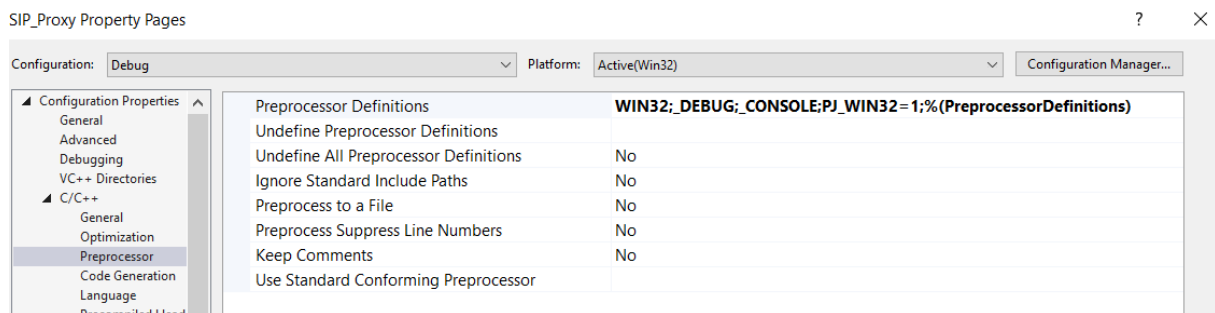 SIP_Proxy Property Pages ? ×
Configuration: Debug Platform: Active(Win32) Configuration Manager...
Configuration Properties
General
Advanced
Debugging
VC++ Directories
C/C++
General
Optimization
Preprocessor
Code Generation
Language
Preprocessor Definitions WIN32;_DEBUG;_CONSOLE;PJ_WIN32=1;%(PreprocessorDefinitions)
Undefine Preprocessor Definitions
Undefine All Preprocessor Definitions No
Ignore Standard Include Paths No
Preprocess to a File No
Preprocess Suppress Line Numbers No
Keep Comments No
Use Standard Conforming Preprocessor